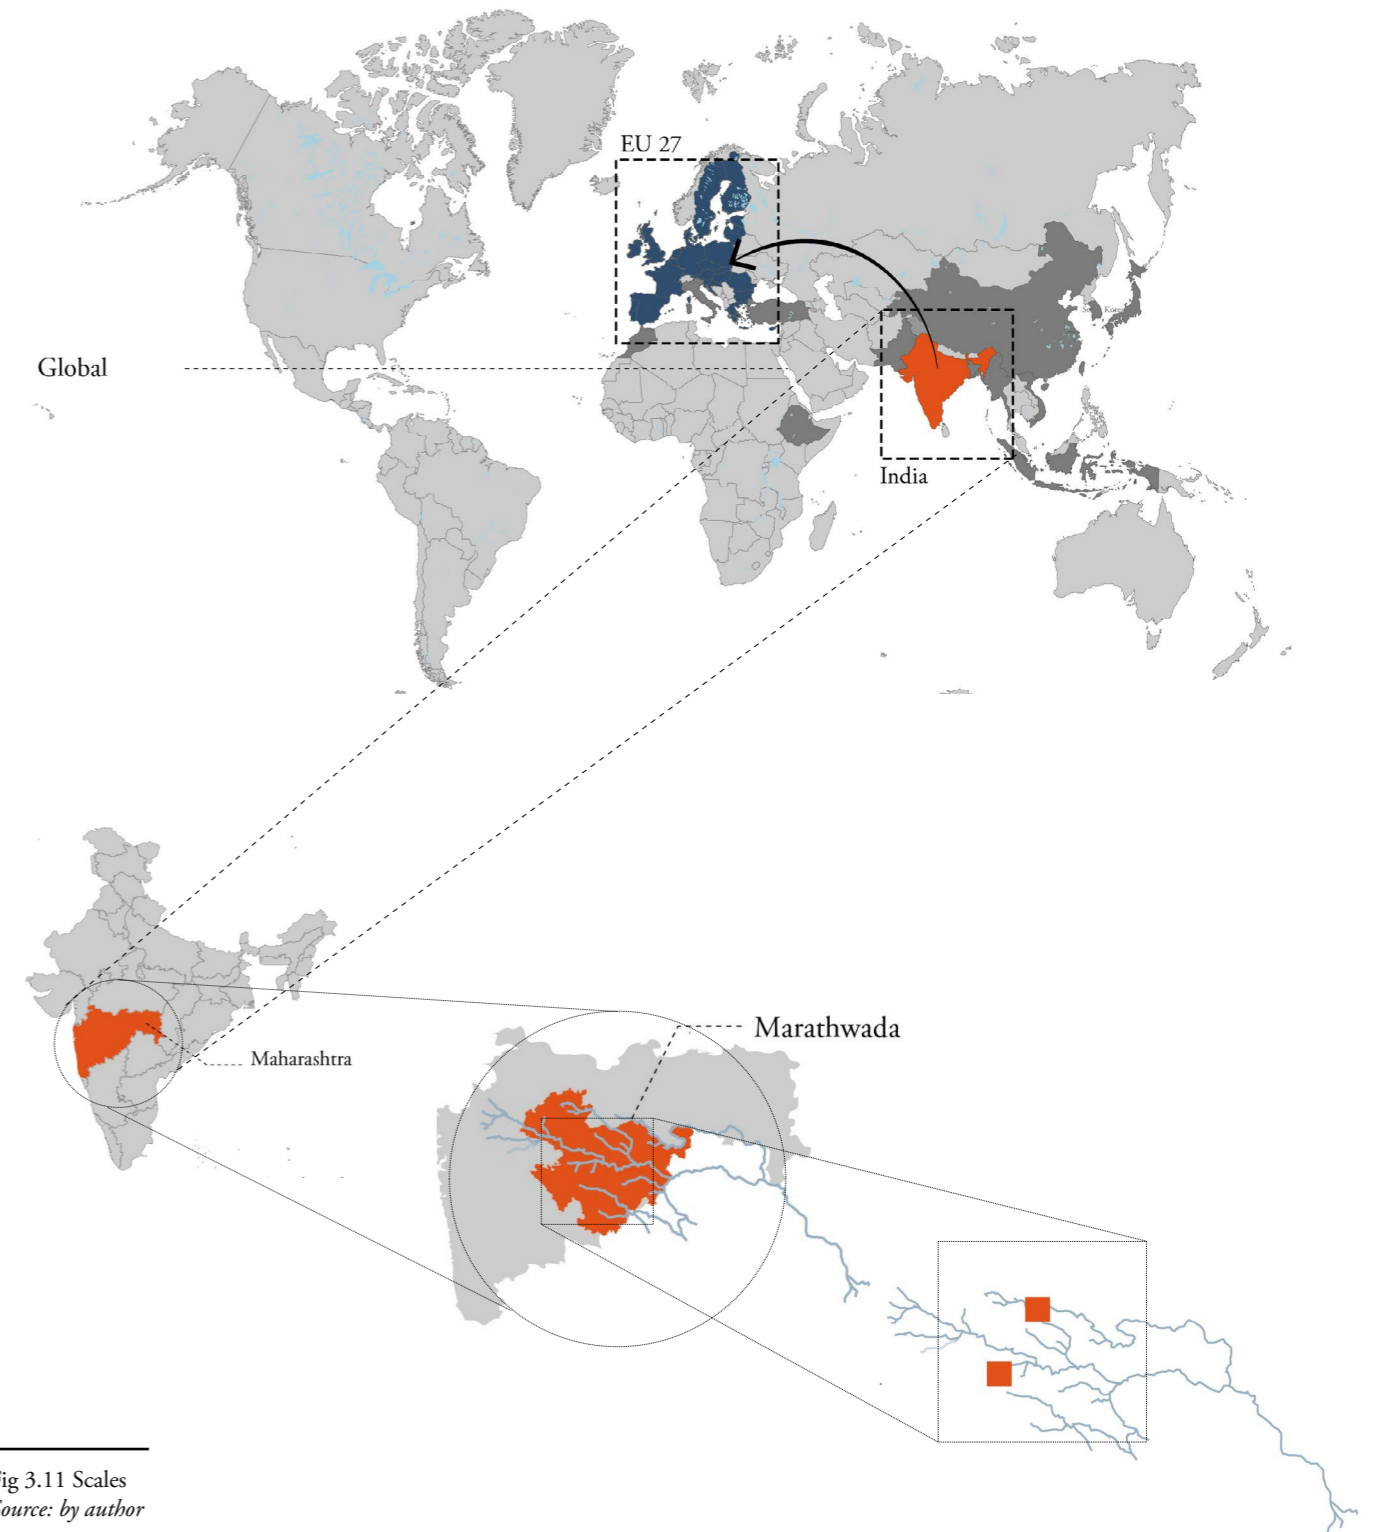 EU 27
Global
India
Maharashtra
Marathwada
ig 3.11 Scales
ource: by author